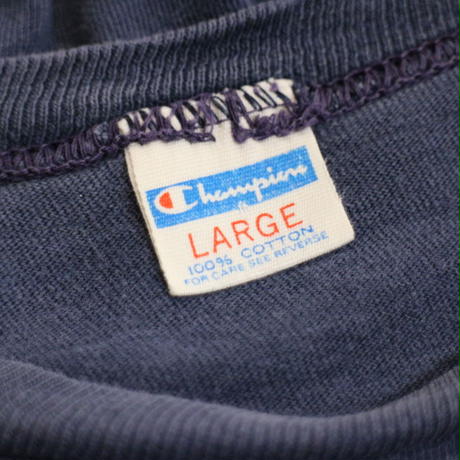 Champion
LARGE
100% COTTON
FOR CARE SEE REVERSE